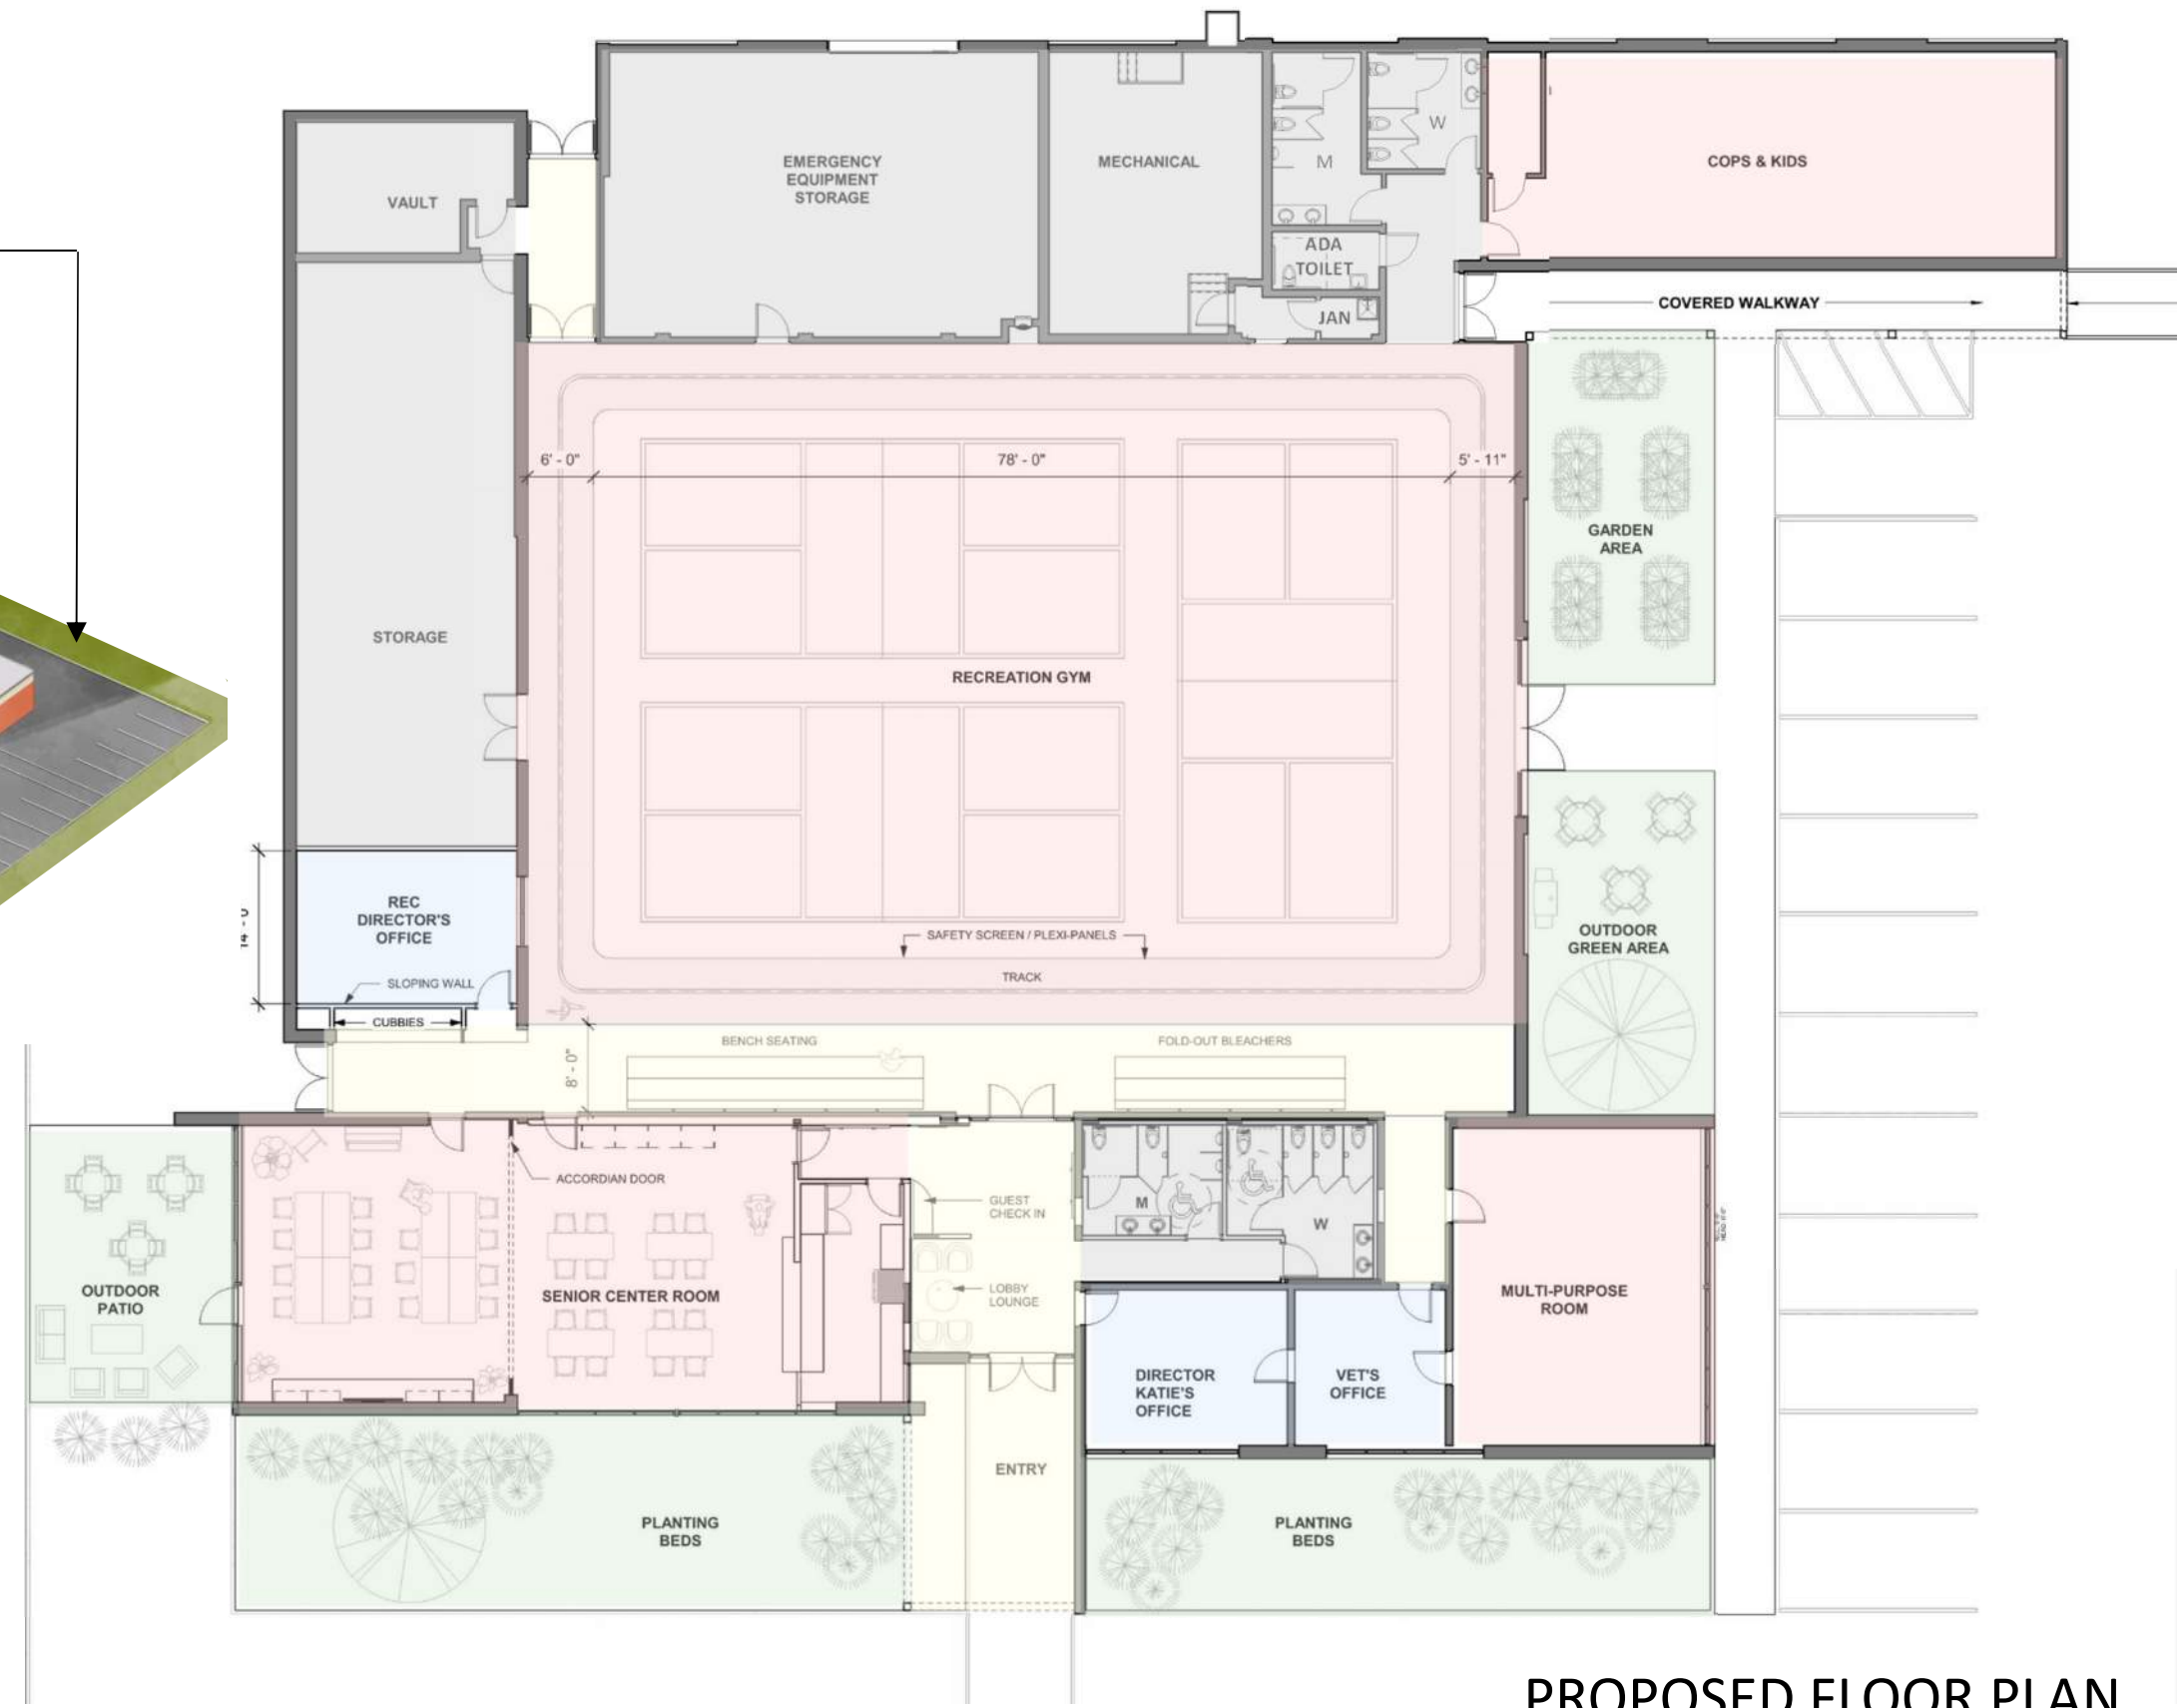 EMERGENCY
EQUIPMENT
STORAGE
MECHANICAL
M
W
COPS & KIDS
VAULT
ADA
TOILET
JAN
COVERED WALKWAY
6' - 0"
78' - 0"
5' - 11"
GARDEN
AREA
STORAGE
RECREATION GYM
REC
DIRECTOR'S
OFFICE
SLOPING WALL
CUBBIES
SAFETY SCREEN / PLEXI-PANELS
TRACK
OUTDOOR
GREEN AREA
8' - 0"
BENCH SEATING
FOLD-OUT BLEACHERS
ACCORDIAN DOOR
GUEST
CHECK IN
M
W
OUTDOOR
PATIO
SENIOR CENTER ROOM
LOBBY
LOUNGE
MULTI-PURPOSE
ROOM
DIRECTOR
KATIE'S
OFFICE
VET'S
OFFICE
ENTRY
PLANTING
BEDS
PLANTING
BEDS
PROPOSED FLOOR PLAN